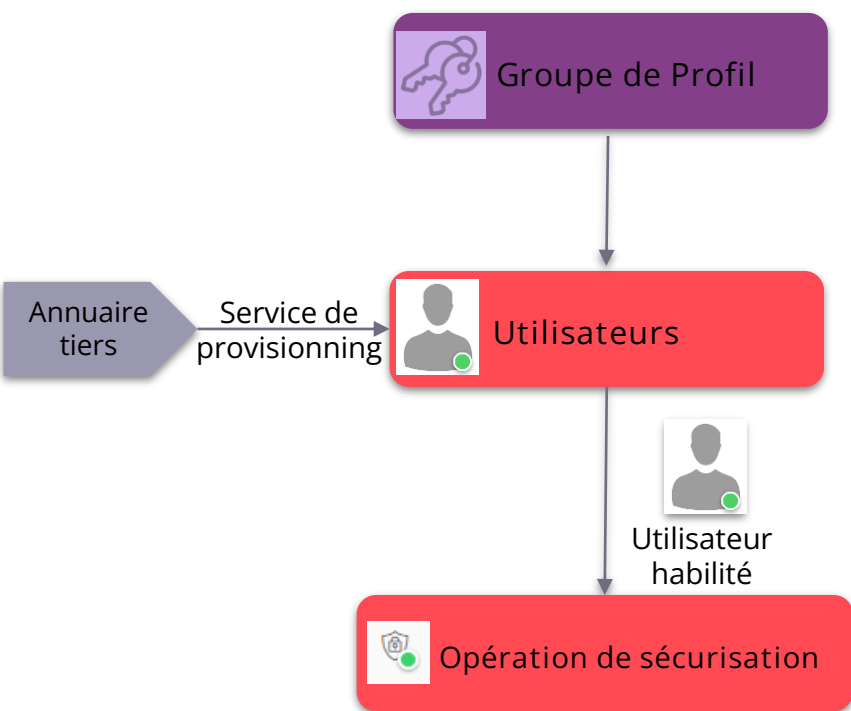 Groupe de Profil
Annuaire
tiers
Service de
provisionning
Utilisateurs
Utilisateur
habilité
Opération de sécurisation